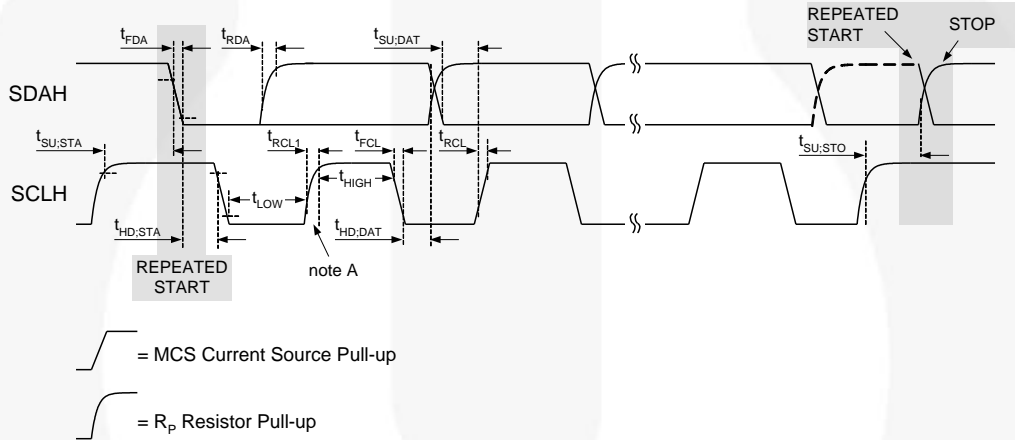 REPEATED
START
STOP
tFDA
tRDA
tSU;DAT
SDAH
tSU;STA
tRCL1
tFCL
tRCL
tSU;STO
tHIGH
SCLH
tLOW
tHD;STA
tHD;DAT
REPEATED
START
note A
= MCS Current Source Pull-up
= RP Resistor Pull-up